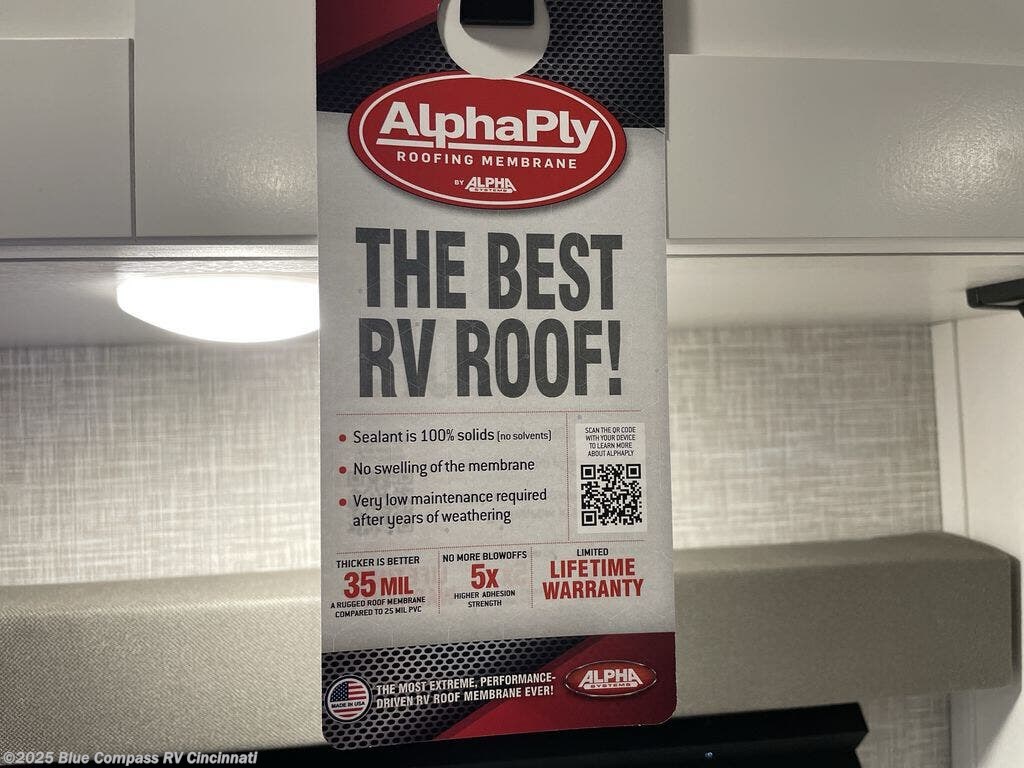 AlphaPly
ROOFING MEMBRANE
BY ALPHA
SYSTEMS
THE BEST
RV ROOF!
Sealant is 100% solids (no solvents)
No swelling of the membrane
Very low maintenance required
after years of weathering
SCAN THE QR CODE
WITH YOUR DEVICE
TO LEARN MORE
ABOUT ALPHAPLY
THICKER IS BETTER
35 MIL
A RUGGED ROOF MEMBRANE
COMPARED TO 25 MIL PVC
NO MORE BLOWOFFS
5x
HIGHER ADHESION
STRENGTH
LIMITED
LIFETIME
WARRANTY
MADE IN USA
THE MOST EXTREME, PERFORMANCE-
DRIVEN RV ROOF MEMBRANE EVER!
ALPHA
SYSTEMS
©2025 Blue Compass RV Cincinnati